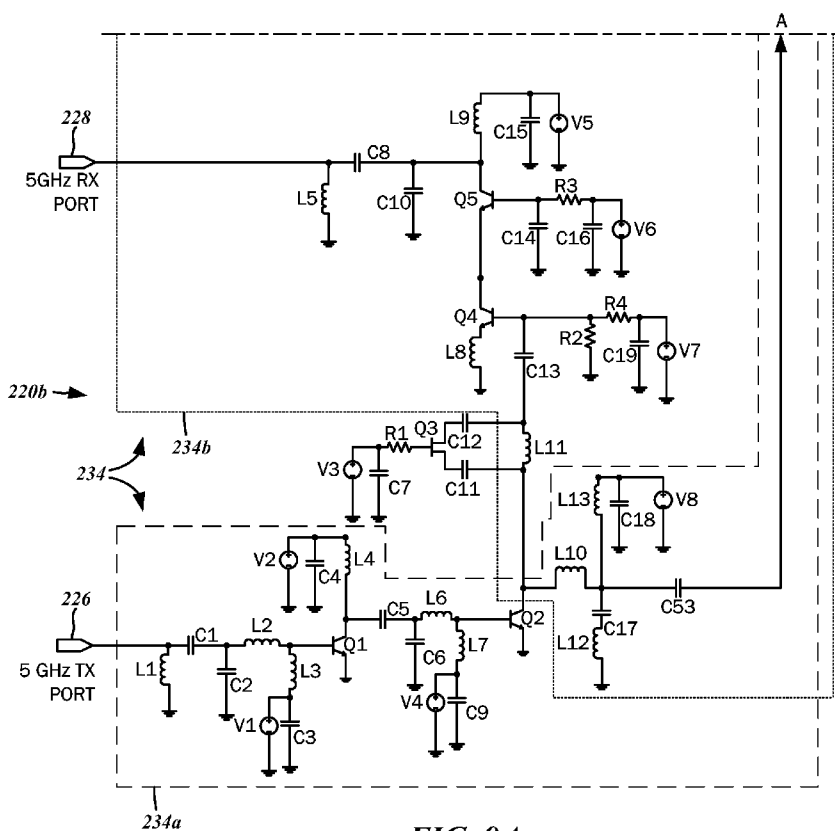 A
228
5GHz RX
PORT
L9
C15
V5
C8
L5
C10
Q5
R3
C14
C16
V6
Q4
R4
L8
R2
C13
C19
V7
220b
234b
Q3
C12
R1
L11
V3
C7
C11
234
L13
C18
V8
V2
C4
L4
L10
C53
226
5 GHz TX
PORT
C1
L2
Q1
C5
L6
Q2
C17
L1
C2
L3
C6
L7
L12
V1
C3
V4
C9
234a